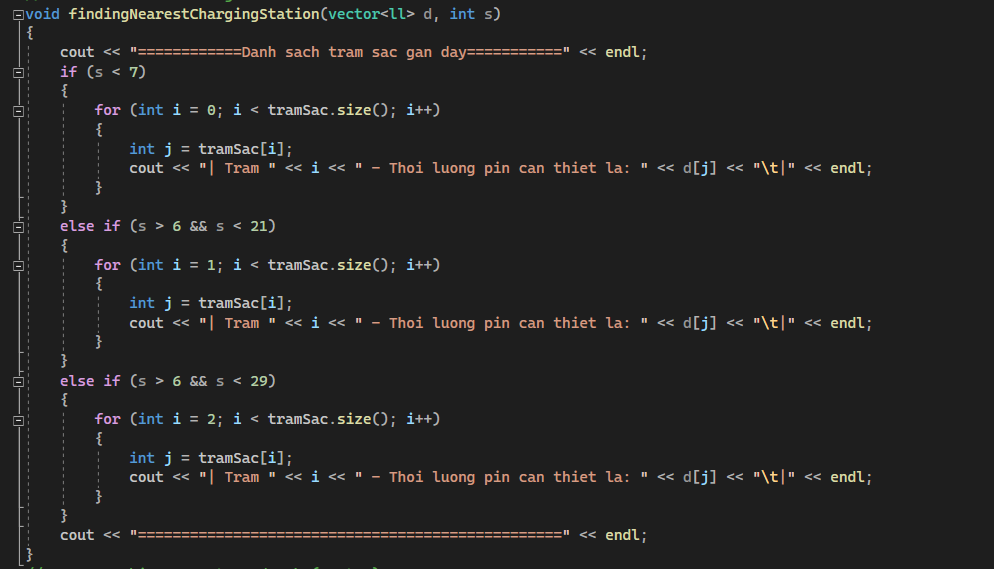 void findingNearestChargingStation(vector<ll> d, int s)
{
    cout << "============Danh sach tram sac gan day===========" << endl;
    if (s < 7)
    {
        for (int i = 0; i < tramSac.size(); i++)
        {
            int j = tramSac[i];
            cout << "| Tram " << i << " - Thoi luong pin can thiet la: " << d[j] << "\t|" << endl;
        }
    }
    else if (s > 6 && s < 21)
    {
        for (int i = 1; i < tramSac.size(); i++)
        {
            int j = tramSac[i];
            cout << "| Tram " << i << " - Thoi luong pin can thiet la: " << d[j] << "\t|" << endl;
        }
    }
    else if (s > 6 && s < 29)
    {
        for (int i = 2; i < tramSac.size(); i++)
        {
            int j = tramSac[i];
            cout << "| Tram " << i << " - Thoi luong pin can thiet la: " << d[j] << "\t|" << endl;
        }
    }
    cout << "=================================================" << endl;
}